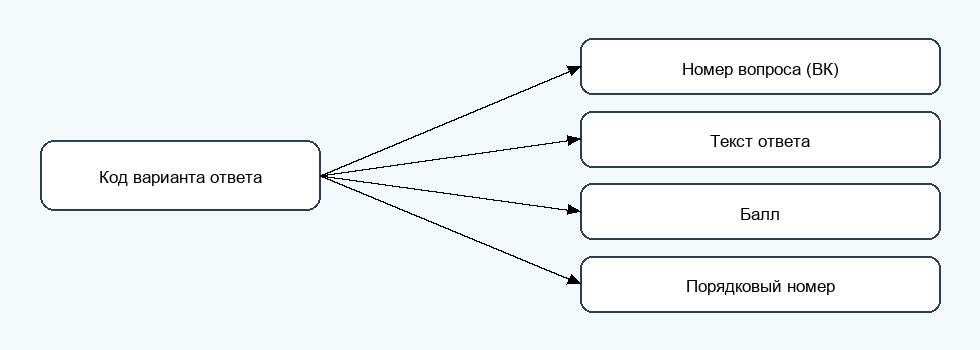 Номер вопроса (ВК)
Код варианта ответа
Текст ответа
Балл
Порядковый номер